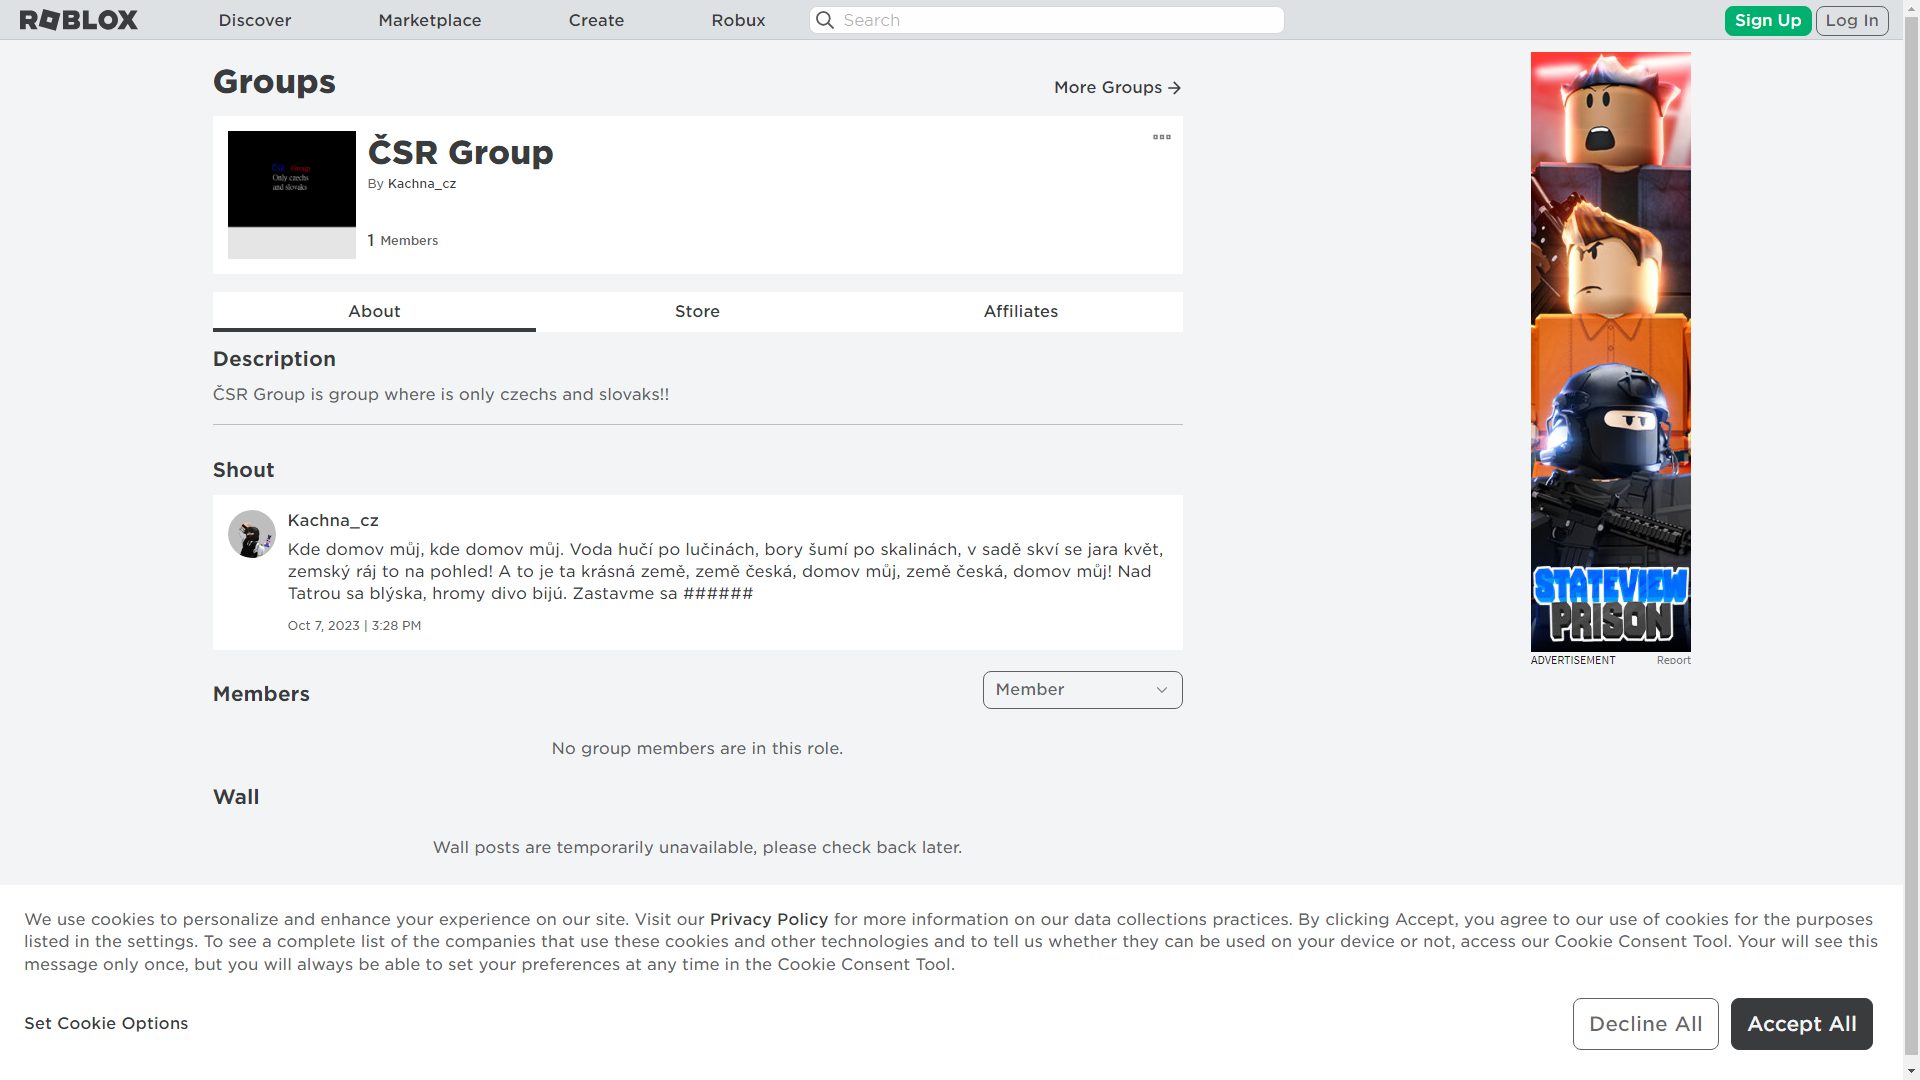 ROBLOX
Discover
Marketplace
Create
Robux
Search
Sign Up
Log In
Groups
More Groups
ČSR Group
Only czechs
and slovaks
ČSR Group
By Kachna_cz
1 Members
About
Store
Affiliates
Description
ČSR Group is group where is only czechs and slovaks!!
Shout
Kachna_cz
Kde domov můj, kde domov můj. Voda hučí po lučinách, bory šumí po skalinách, v sadě skví se jara květ,
zemský ráj to na pohled! A to je ta krásná země, země česká, domov můj, země česká, domov můj! Nad
Tatrou sa blýska, hromy divo bijú. Zastavme sa ######
Oct 7, 2023 | 3:28 PM
STATEVIEW
PRISON
ADVERTISEMENT
Report
Members
Member
No group members are in this role.
Wall
Wall posts are temporarily unavailable, please check back later.
We use cookies to personalize and enhance your experience on our site. Visit our Privacy Policy for more information on our data collections practices. By clicking Accept, you agree to our use of cookies for the purposes
listed in the settings. To see a complete list of the companies that use these cookies and other technologies and to tell us whether they can be used on your device or not, access our Cookie Consent Tool. Your will see this
message only once, but you will always be able to set your preferences at any time in the Cookie Consent Tool.
Set Cookie Options
Decline All
Accept All